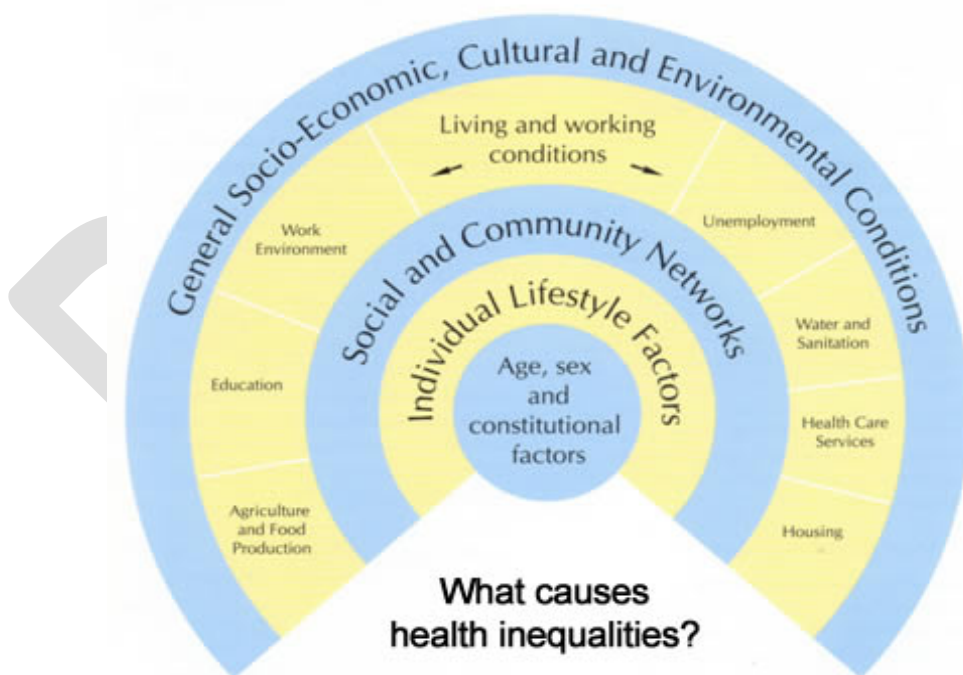 General Socio-Economic, Cultural and Environmental Conditions
Living and working
conditions
Work
Environment
Unemployment
Social and Community Networks
Individual Lifestyle Factors
Water and
Sanitation
Education
Age, sex
and
constitutional
factors
Health Care
Services
Agriculture
and Food
Production
Housing
What causes
health inequalities?